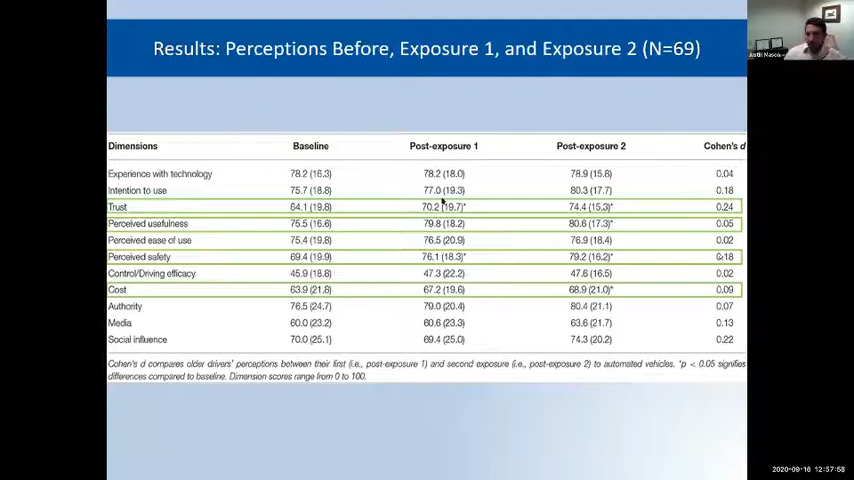 Results: Perceptions Before, Exposure 1, and Exposure 2 (N=69)
Justin Mason
Dimensions Baseline Post-exposure 1 Post-exposure 2 Cohen's d
Experience with technology 78.2 (16.3) 78.2 (18.0) 78.9 (15.8) 0.04
Intention to use 75.7 (18.8) 77.0 (19.3) 80.3 (17.7) 0.18
Trust 64.1 (19.8) 70.2 (19.7)* 74.4 (15.3)* 0.24
Perceived usefulness 75.5 (16.6) 79.8 (18.2) 80.6 (17.3)* 0.05
Perceived ease of use 75.4 (19.8) 76.5 (20.9) 76.9 (18.4) 0.02
Perceived safety 69.4 (19.9) 76.1 (18.3)* 79.2 (16.2)* 0.18
Control/Driving efficacy 45.9 (18.8) 47.3 (22.2) 47.6 (16.5) 0.02
Cost 63.9 (21.8) 67.2 (19.6) 68.9 (21.0)* 0.09
Authority 76.5 (24.7) 79.0 (20.4) 80.4 (21.1) 0.07
Media 60.0 (23.2) 60.6 (23.3) 63.6 (21.7) 0.13
Social influence 70.0 (25.1) 69.4 (25.0) 74.3 (20.2) 0.22
Cohen's d compares older drivers' perceptions between their first (i.e., post-exposure 1) and second exposure (i.e., post-exposure 2) to automated vehicles. *p < 0.05 signifies
differences compared to baseline. Dimension scores range from 0 to 100.
2020-09-16 12:57:58